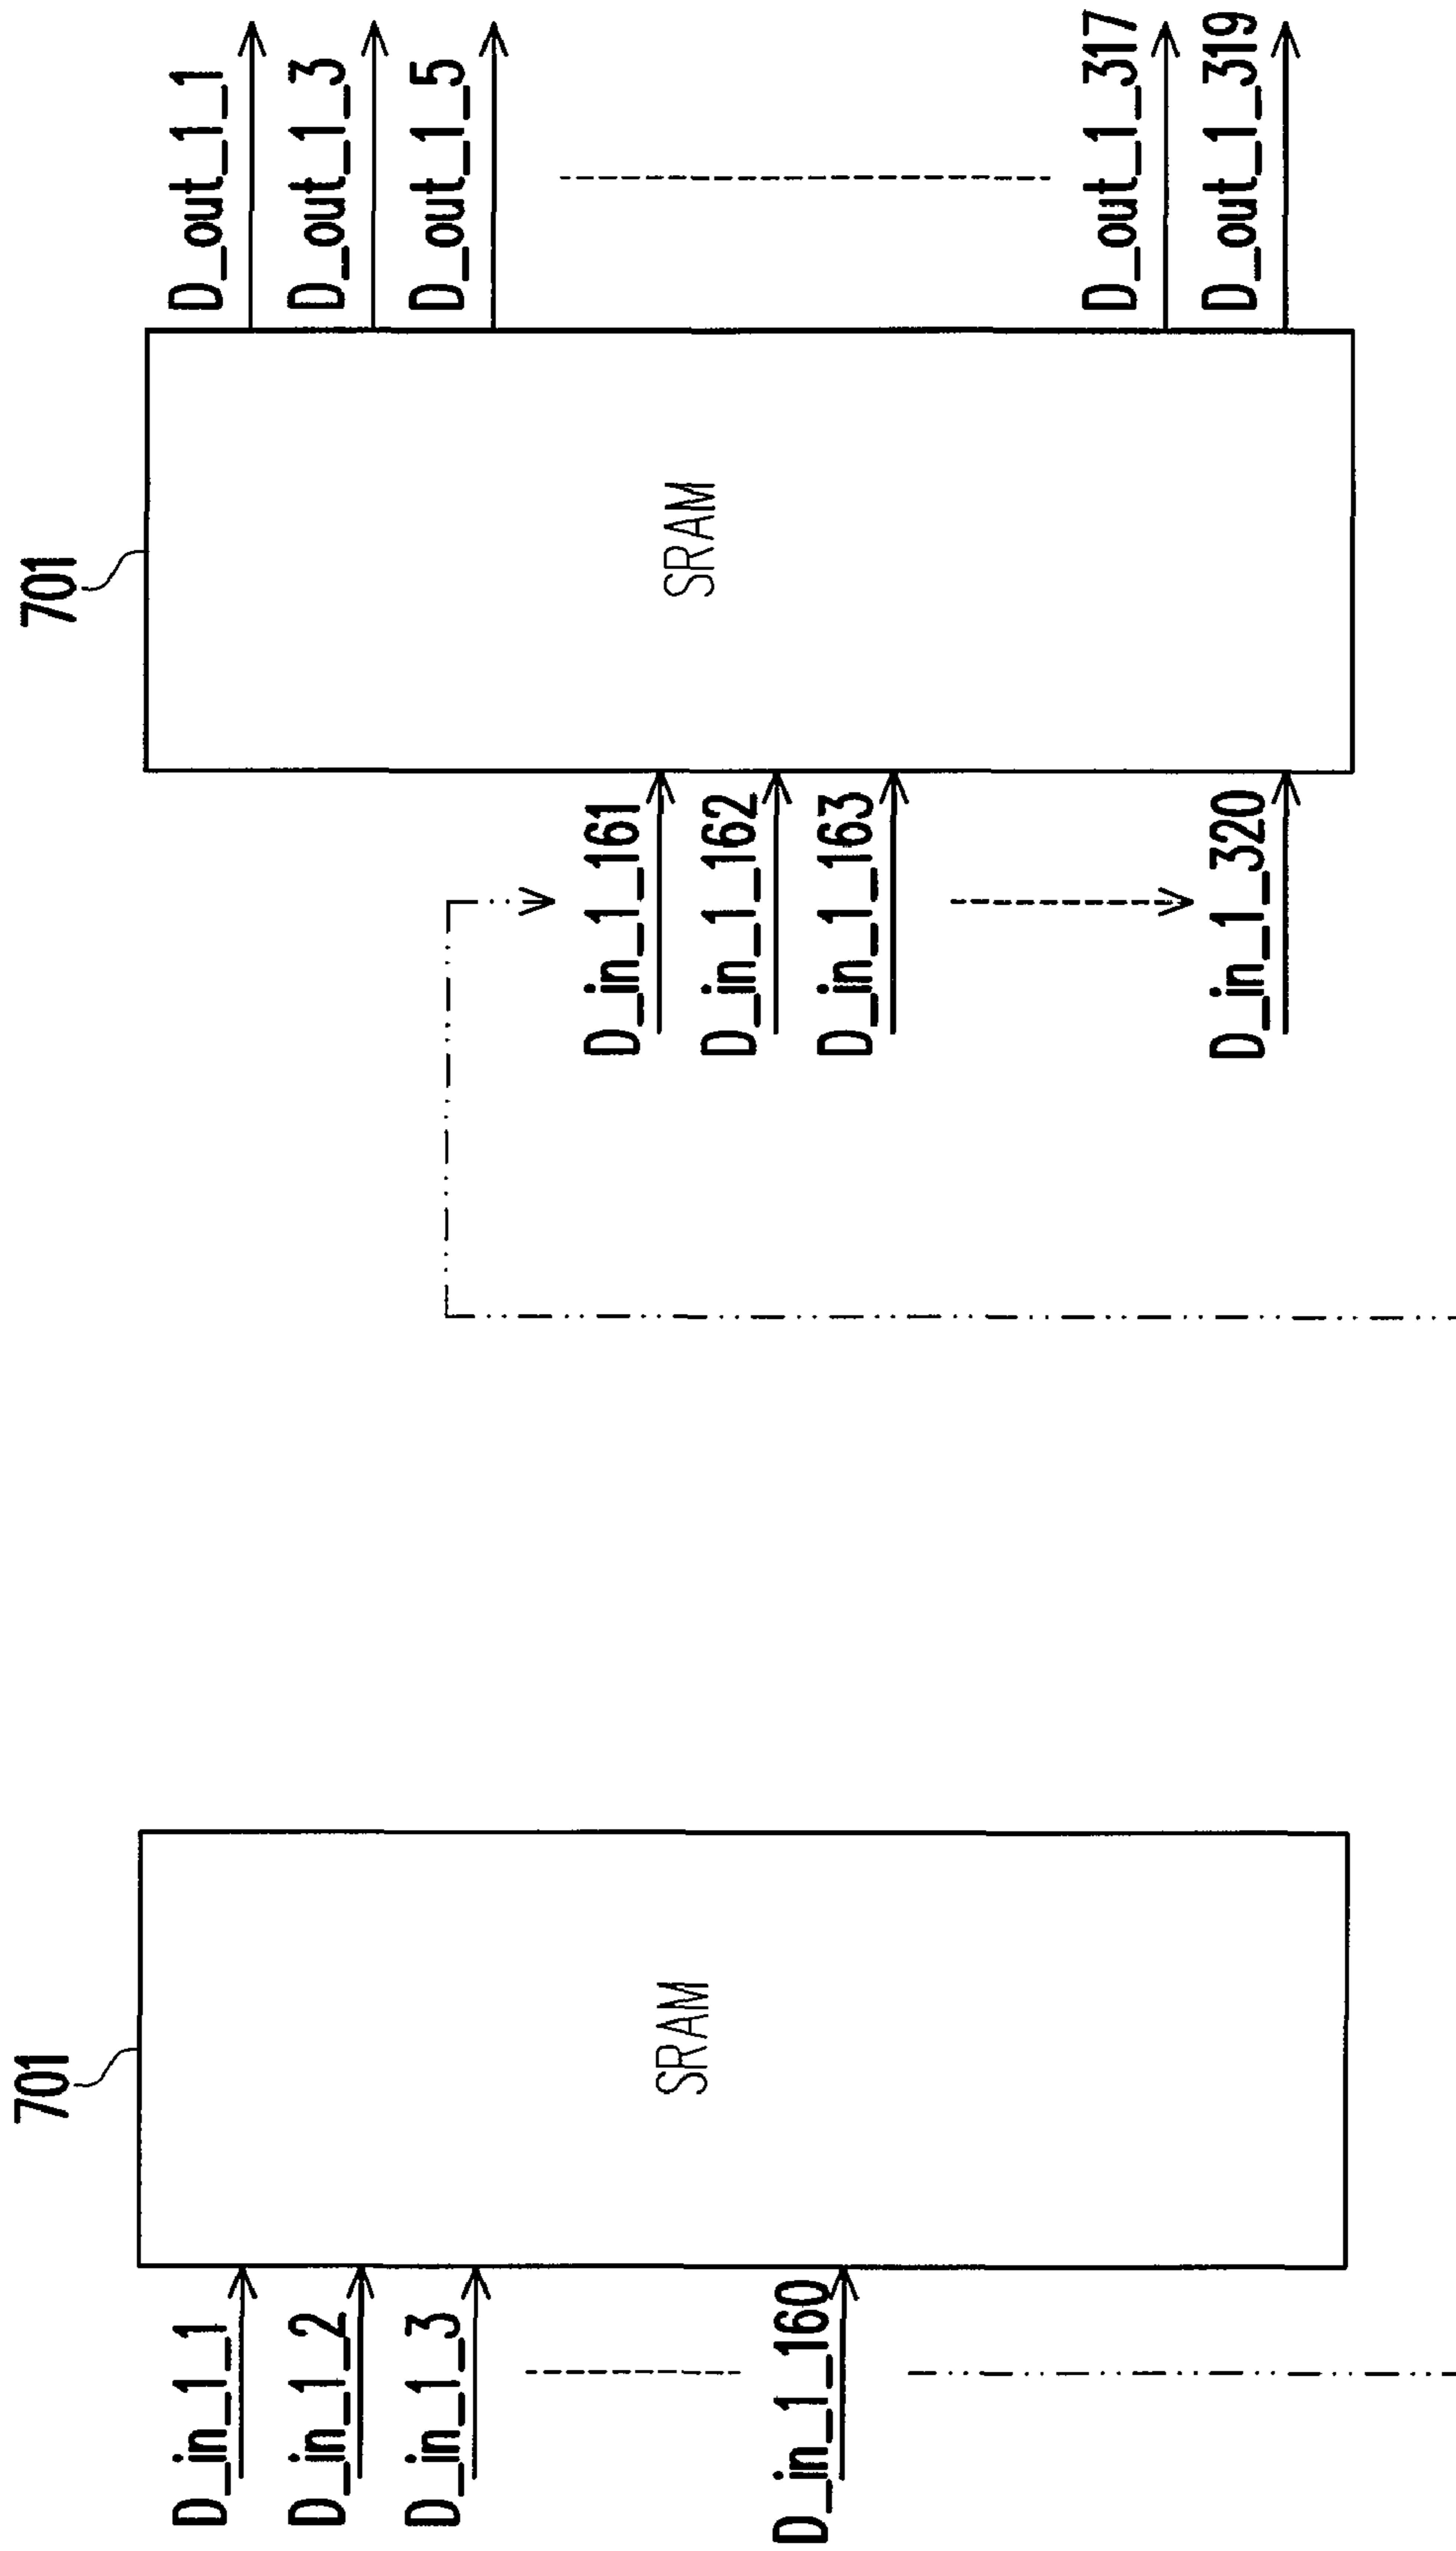 701
D_in_1_1
D_in_1_2
D_in_1_3
D_in_1_160
SRAM
701
D_in_1_161
D_in_1_162
D_in_1_163
D_in_1_320
SRAM
D_out_1_1
D_out_1_3
D_out_1_5
D_out_1_317
D_out_1_319